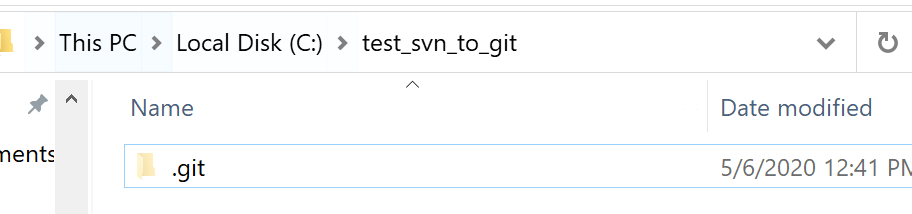 This PC > Local Disk (C:) > test_svn_to_git
Name Date modified
ments
.git 5/6/2020 12:41 PM